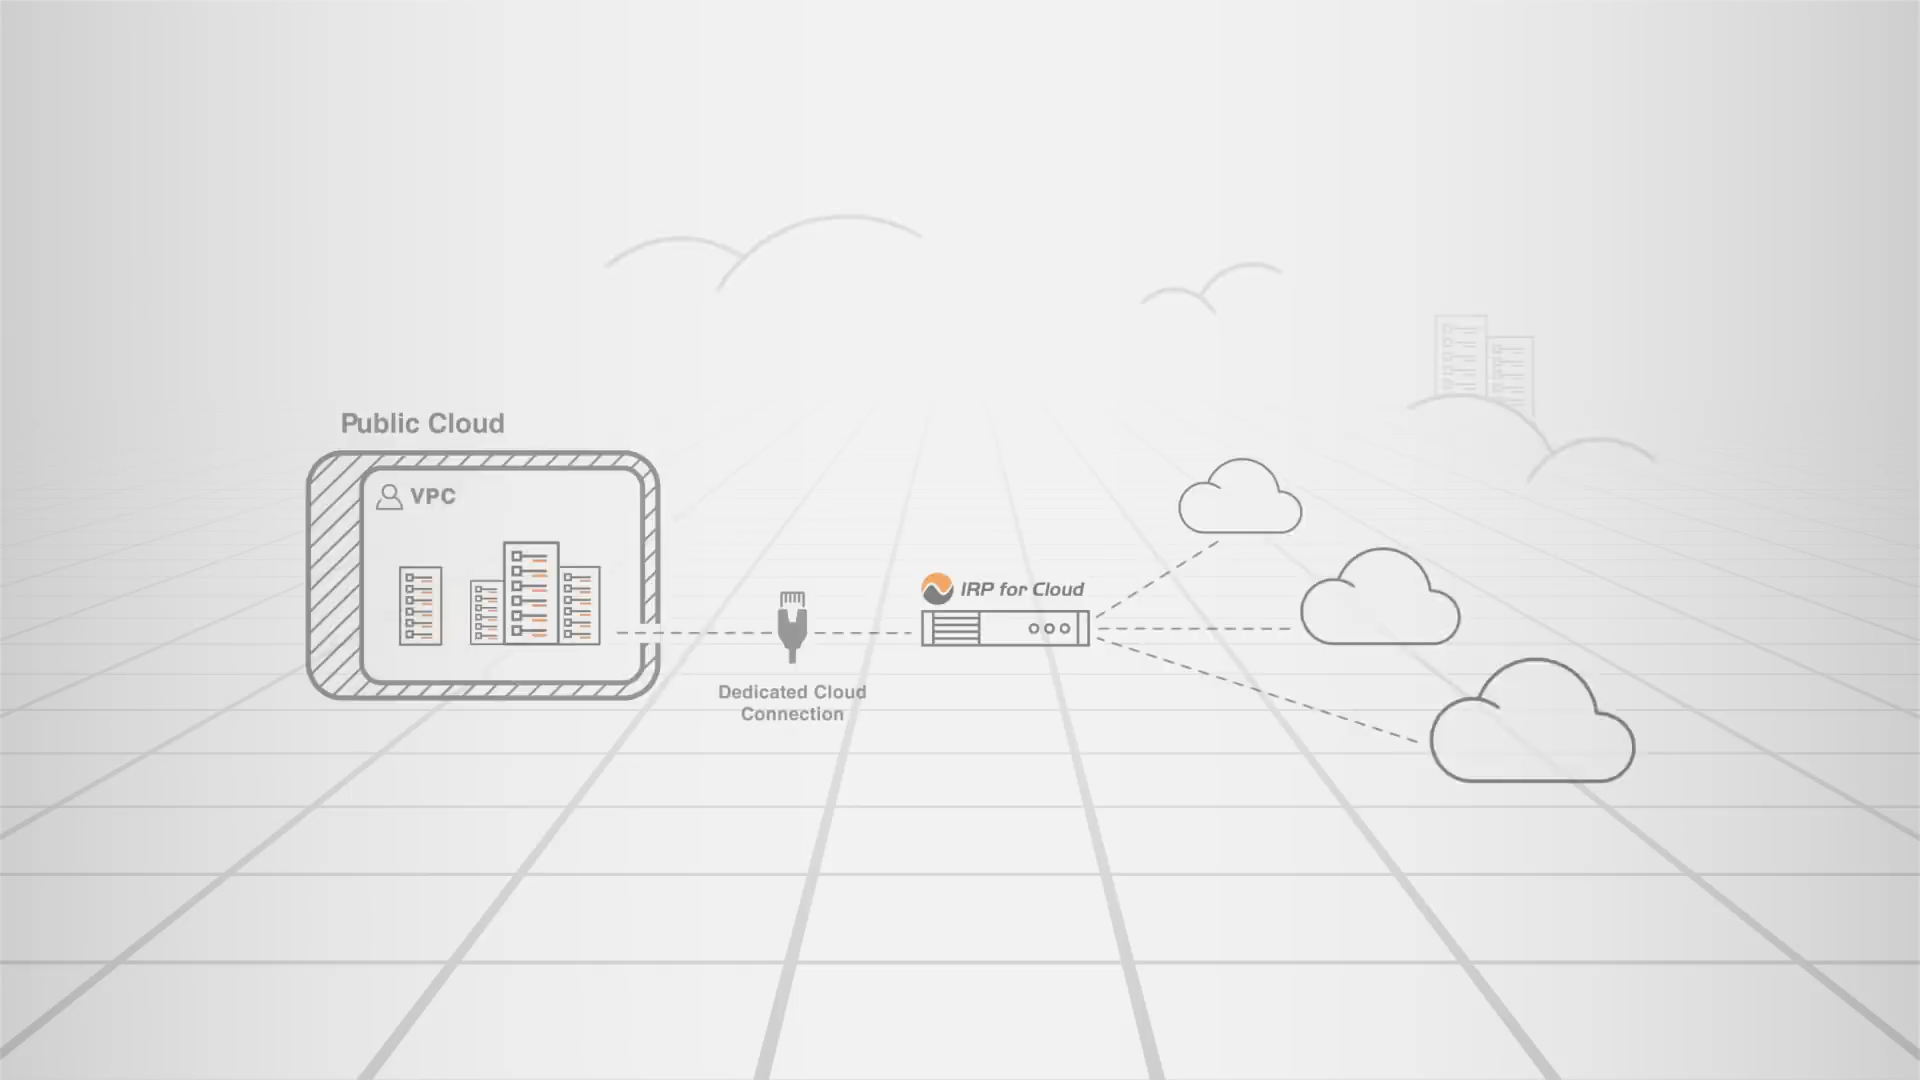 Public Cloud
VPC
IRP for Cloud
Dedicated Cloud
Connection